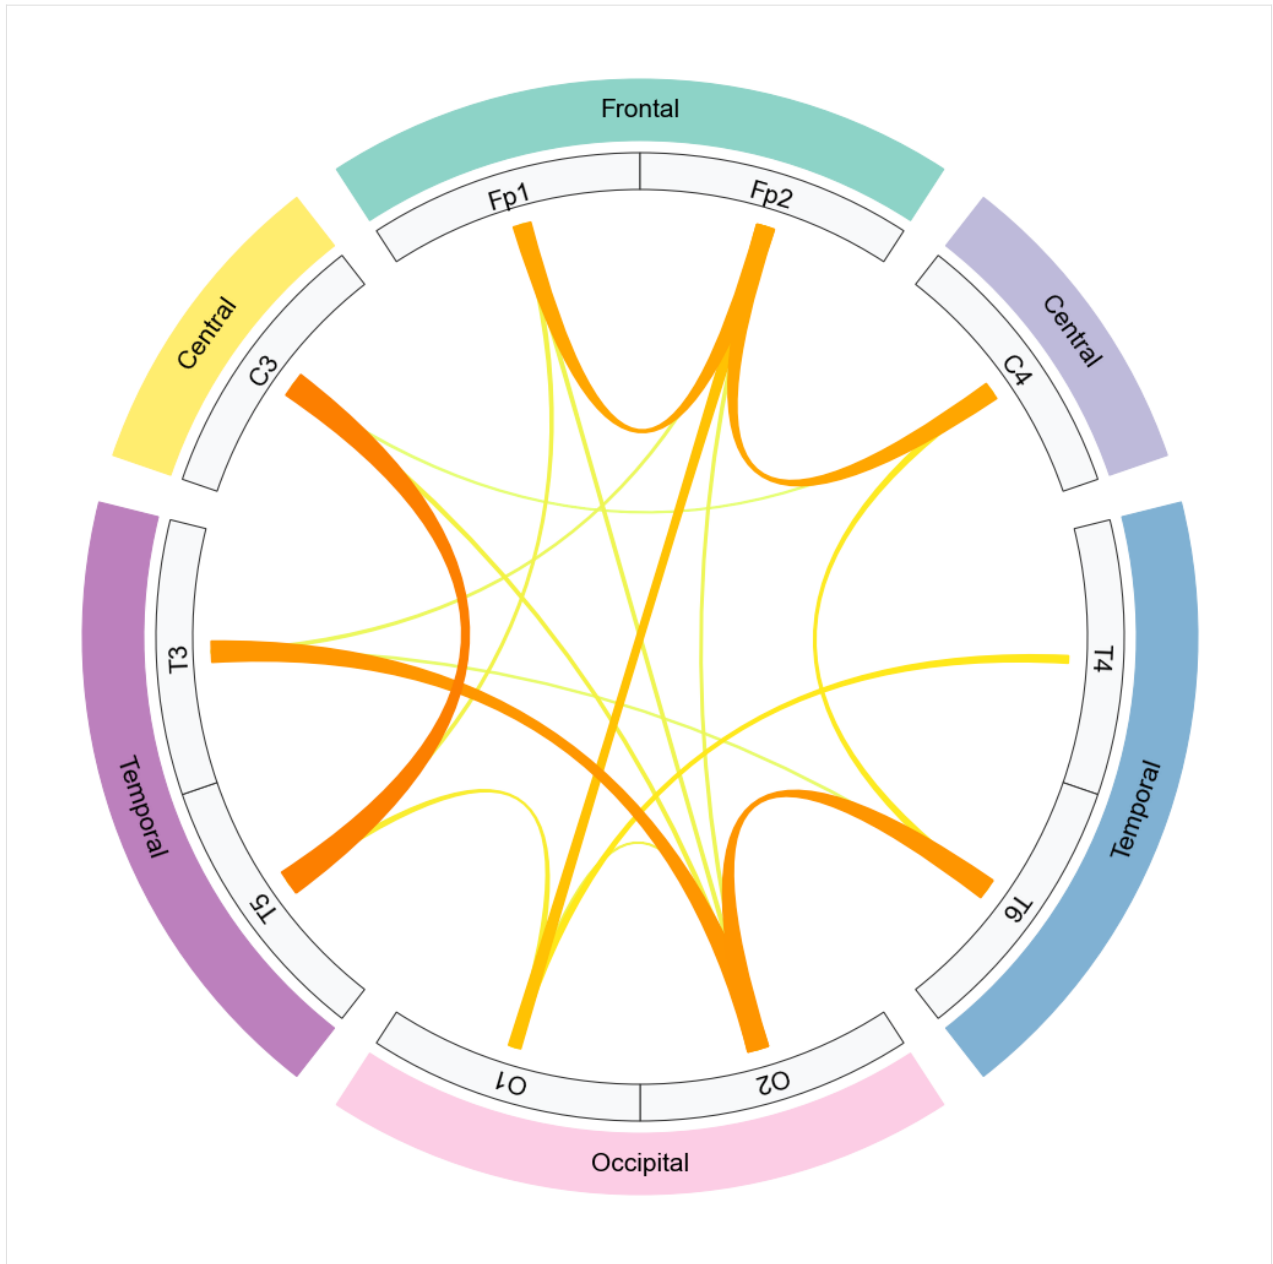 Frontal
Fp1
Fp2
Central
C3
Central
C4
T3
Temporal
T5
T4
Temporal
T6
O1
O2
Occipital